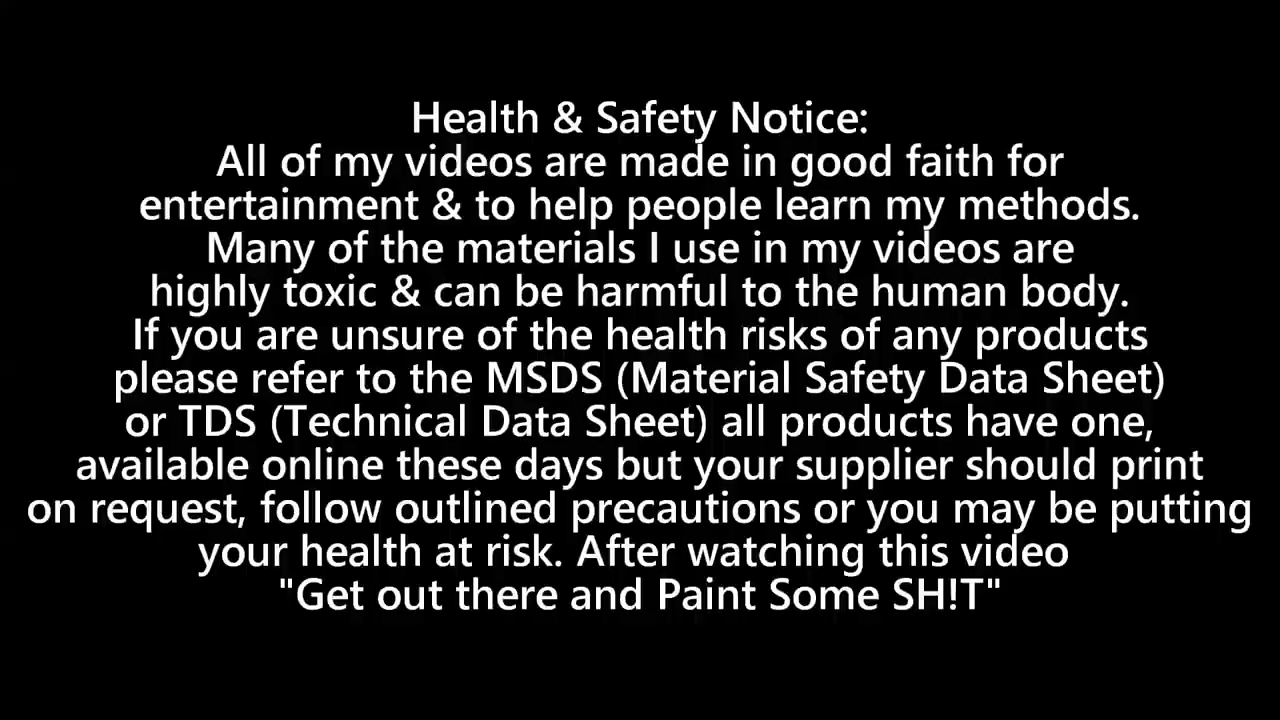 Health & Safety Notice:
All of my videos are made in good faith for
entertainment & to help people learn my methods.
Many of the materials I use in my videos are
highly toxic & can be harmful to the human body.
If you are unsure of the health risks of any products
please refer to the MSDS (Material Safety Data Sheet)
or TDS (Technical Data Sheet) all products have one,
available online these days but your supplier should print
on request, follow outlined precautions or you may be putting
your health at risk. After watching this video
"Get out there and Paint Some SH!T"